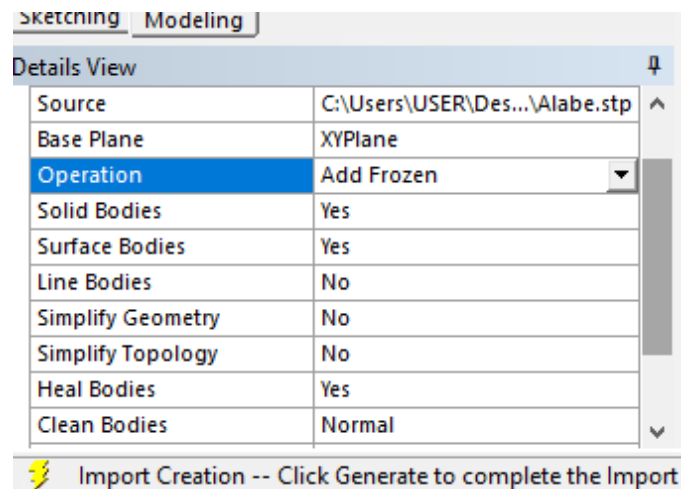 Sketching Modeling
Details View
Source C:\Users\USER\Des...\Alabe.stp
Base Plane XYPlane
Operation Add Frozen
Solid Bodies Yes
Surface Bodies Yes
Line Bodies No
Simplify Geometry No
Simplify Topology No
Heal Bodies Yes
Clean Bodies Normal
Import Creation -- Click Generate to complete the Import